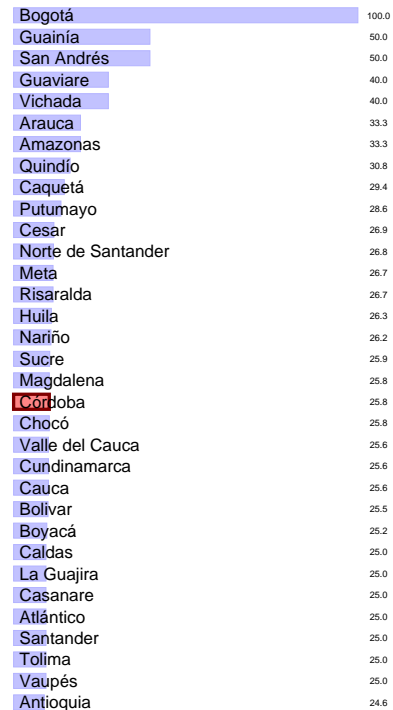 Bogotá 100.0
Guainía 50.0
San Andrés 50.0
Guaviare 40.0
Vichada 40.0
Arauca 33.3
Amazonas 33.3
Quindío 30.8
Caquetá 29.4
Putumayo 28.6
Cesar 26.9
Norte de Santander 26.8
Meta 26.7
Risaralda 26.7
Huila 26.3
Nariño 26.2
Sucre 25.9
Magdalena 25.8
Córdoba 25.8
Chocó 25.8
Valle del Cauca 25.6
Cundinamarca 25.6
Cauca 25.6
Bolivar 25.5
Boyacá 25.2
Caldas 25.0
La Guajira 25.0
Casanare 25.0
Atlántico 25.0
Santander 25.0
Tolima 25.0
Vaupés 25.0
Antioquia 24.6